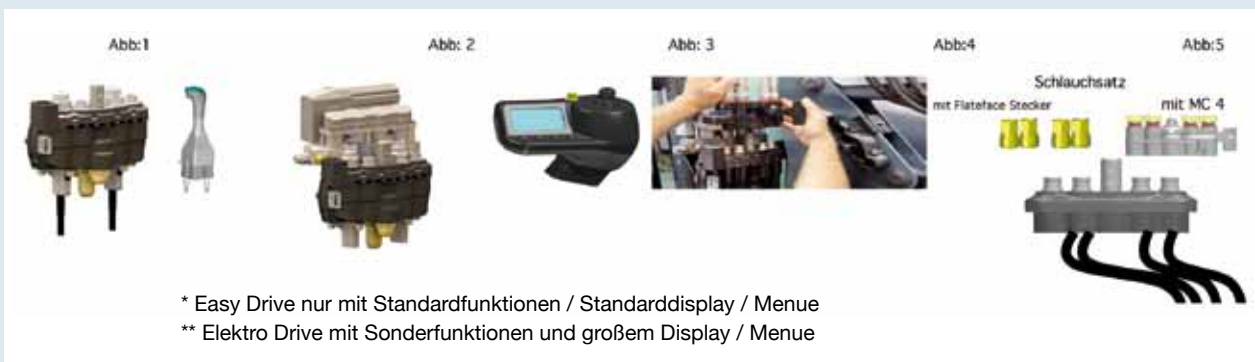 Abb:1
Abb: 2
Abb: 3
Abb:4
Abb:5
Schlauchsatz
mit Flateface Stecker
mit MC 4
* Easy Drive nur mit Standardfunktionen / Standarddisplay / Menue
** Elektro Drive mit Sonderfunktionen und großem Display / Menue